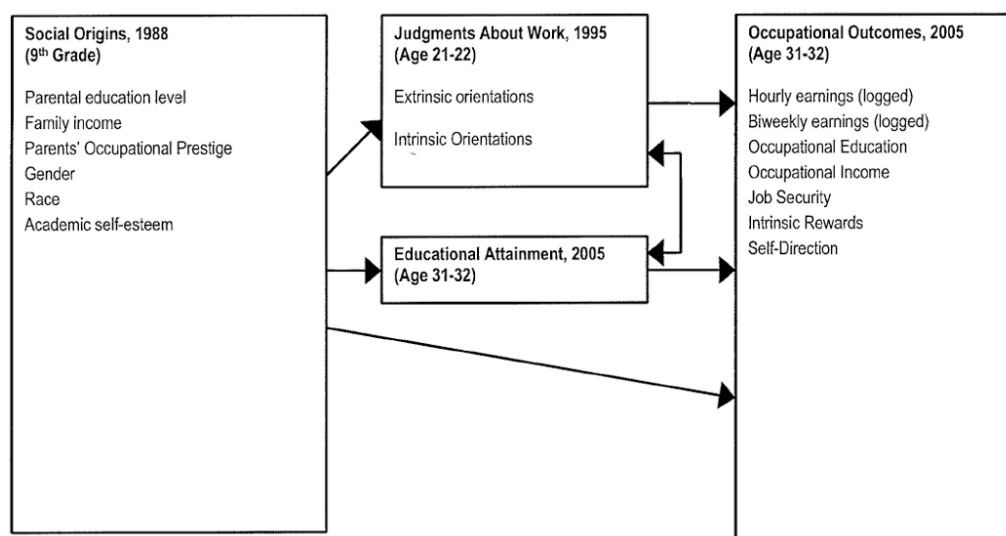 Social Origins, 1988
(9th Grade)
Parental education level
Family income
Parents' Occupational Prestige
Gender
Race
Academic self-esteem
Judgments About Work, 1995
(Age 21-22)
Extrinsic orientations
Intrinsic Orientations
Educational Attainment, 2005
(Age 31-32)
Occupational Outcomes, 2005
(Age 31-32)
Hourly earnings (logged)
Biweekly earnings (logged)
Occupational Education
Occupational Income
Job Security
Intrinsic Rewards
Self-Direction